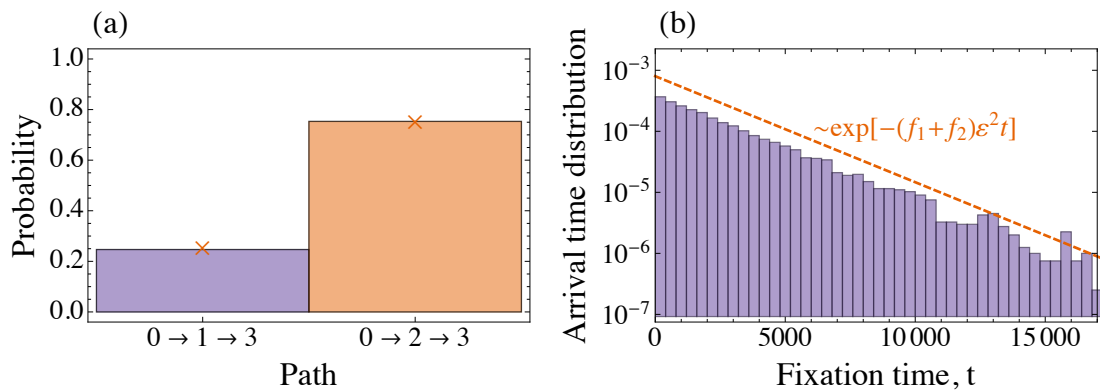 (a)
Probability
1.0
0.8
0.6
0.4
0.2
0.0
0 → 1 → 3
0 → 2 → 3
Path
(b)
Arrival time distribution
10⁻³
10⁻⁴
10⁻⁵
10⁻⁶
10⁻⁷
~exp[-(f₁+f₂)ε²t]
0
5000
10 000
15 000
Fixation time, t